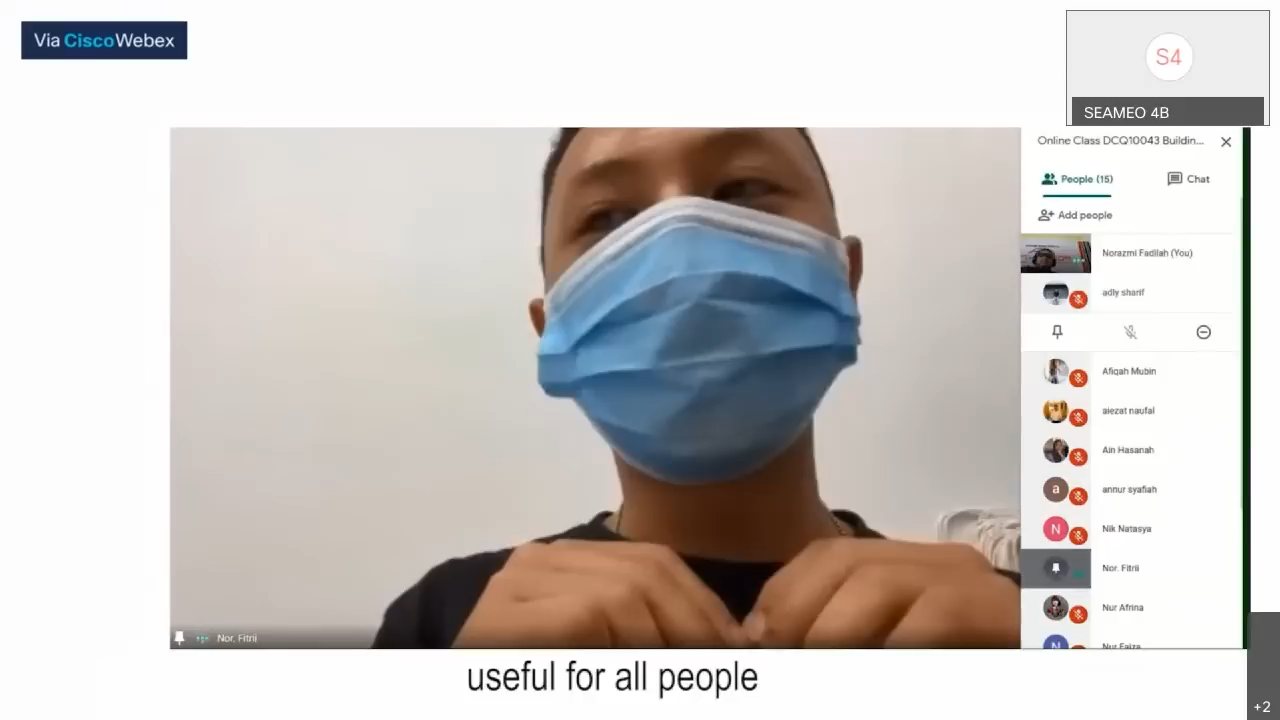 Via CiscoWebex
S4
SEAMEO 4B
Online Class DCQ10043 Buildin...
People (15)
Chat
Add people
Norazmi Fadilah (You)
adly sharif
Afiqah Mubin
aiezat naufal
Ain Hasanah
a
annur syafiah
N
Nik Natasya
Nor. Fitrii
Nur Afrina
N
Nur Faiza
Nor. Fitrii
useful for all people
+2